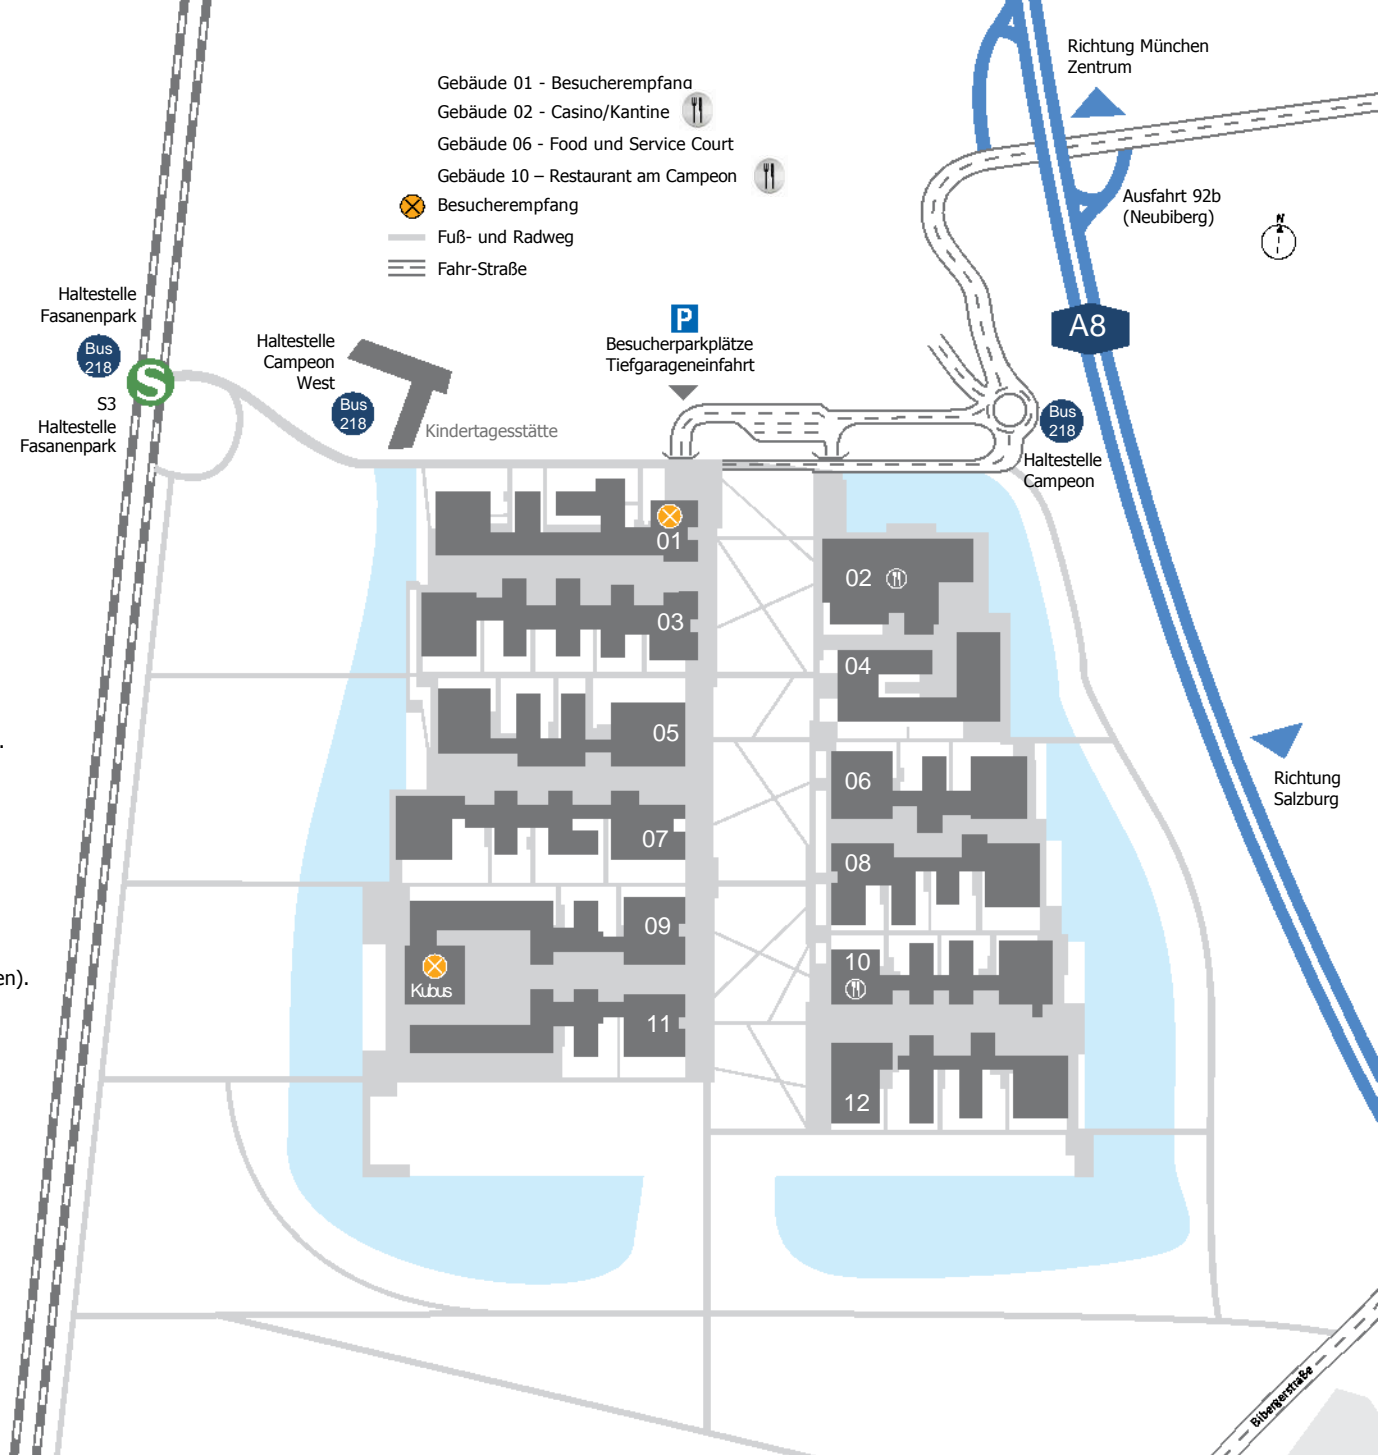 Richtung München
Zentrum
Gebäude 01 - Besucherempfang
Gebäude 02 - Casino/Kantine
Gebäude 06 - Food und Service Court
Gebäude 10 – Restaurant am Campeon
Besucherempfang
Fuß- und Radweg
Fahr-Straße
Ausfahrt 92b
(Neubiberg)
N
Haltestelle
Fasanenpark
Bus
218
S
S3
Haltestelle
Fasanenpark
Haltestelle
Campeon
West
Bus
218
Kindertagesstätte
P
Besucherparkplätze
Tiefgarageneinfahrt
A8
Bus
218
Haltestelle
Campeon
01
02
03
04
05
.
06
Richtung
Salzburg
07
08
09
10
en).
Kubus
11
12
Bibergerstraße